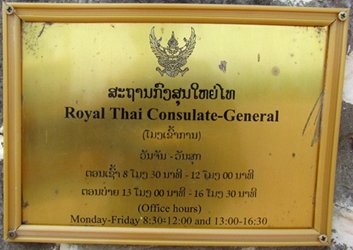 ສະຖານກົງສຸນໃຫຍ່ໄທ
Royal Thai Consulate-General
(ໂມງເຂົ້າການ)
ວັນຈັນ - ວັນສຸກ
ຕອນເຊົ້າ 8 ໂມງ 30 ນາທີ - 12 ໂມງ 00 ນາທີ
ຕອນບ່າຍ 13 ໂມງ 00 ນາທີ - 16 ໂມງ 30 ນາທີ
(Office hours)
Monday-Friday 8:30-12:00 and 13:00-16:30